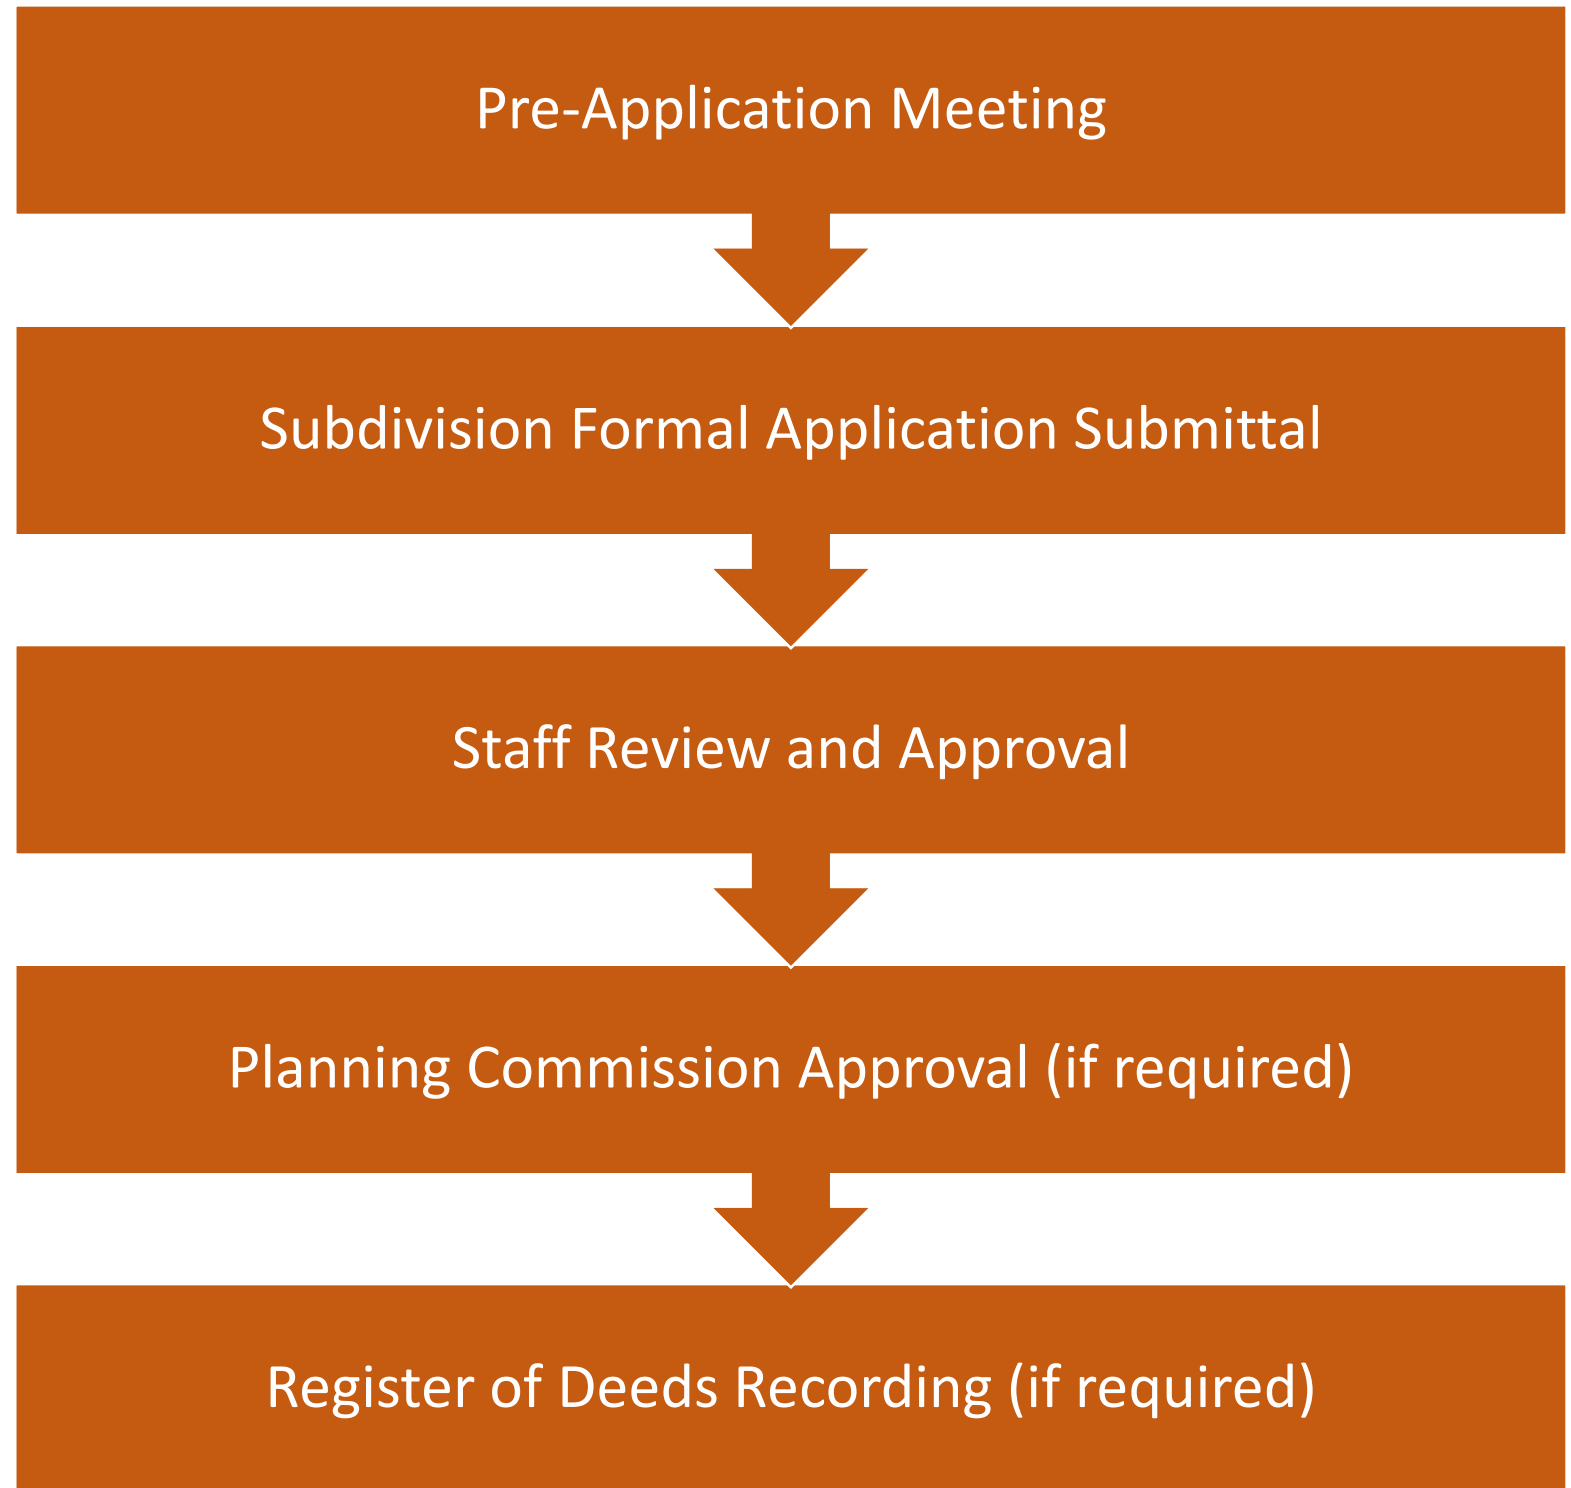 Pre-Application Meeting
Subdivision Formal Application Submittal
Staff Review and Approval
Planning Commission Approval (if required)
Register of Deeds Recording (if required)